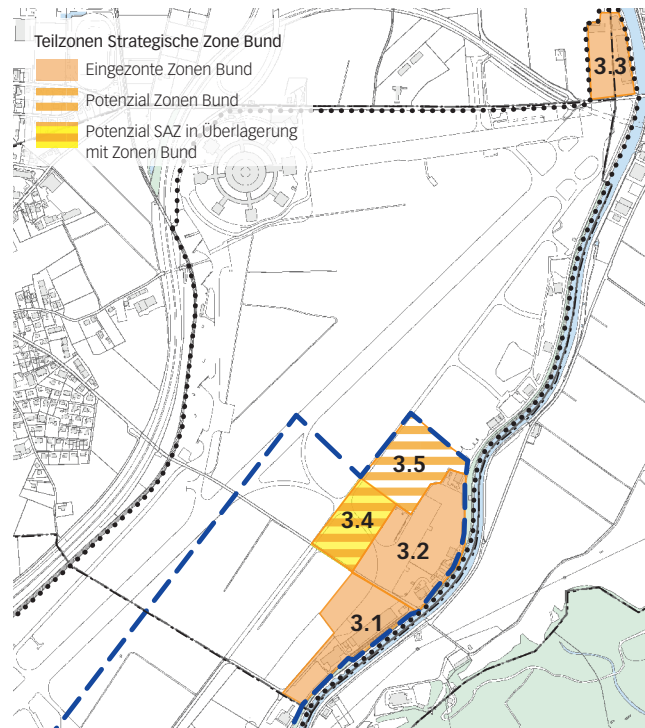 Teilzonen Strategische Zone Bund
Eingezonte Zonen Bund
Potenzial Zonen Bund
Potenzial SAZ in Überlagerung
mit Zonen Bund
3.3
3.5
3.4
3.2
3.1